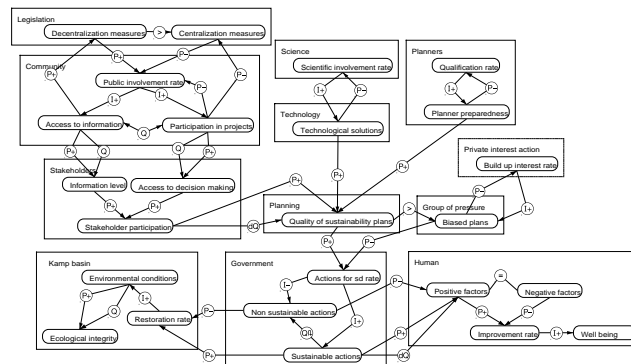 Legislation
Decentralization measures
>
Centralization measures
Science
Scientific involvement rate
Planners
Qualification rate
P+
P-
Community
Public involvement rate
P+
P-
P-
I+
I+
I+
P-
I+
P-
Technology
Planner preparedness
Access to information
Q
Participation in projects
Technological solutions
P+
Q
Q
P+
Private interest action
Build up interest rate
Stakeholders
Information level
Access to decision making
P+
P+
P+
P+
P+
P-
I+
Planning
Group of pressure
Stakeholder participation
dQ
Quality of sustainability plans
>
Biased plans
P+
P-
Kamp basin
Environmental conditions
Government
Actions for sd rate
Human
P+
Q
I+
I-
P-
Positive factors
=
Negative factors
Restoration rate
P-
Non sustainable actions
I+
P+
P-
Ecological integrity
P+
Improvement rate
I+
Well being
P+
Sustainable actions
dQ